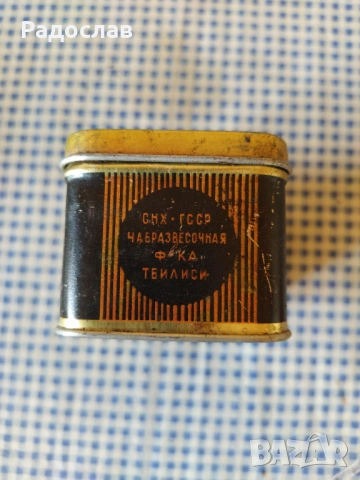 Радослав
СНХ·ГССР
ЧАЕРАЗВЕСОЧНАЯ
Ф-КА
ТБИЛИСИ
BAZAR